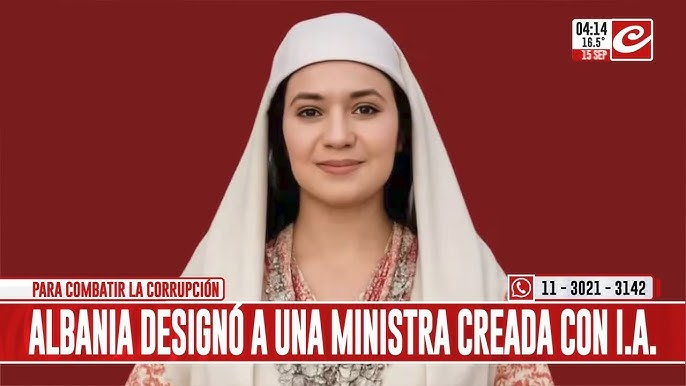 04:14
16.5°
15 SEP
PARA COMBATIR LA CORRUPCIÓN
11 - 3021 - 3142
ALBANIA DESIGNÓ A UNA MINISTRA CREADA CON I.A.